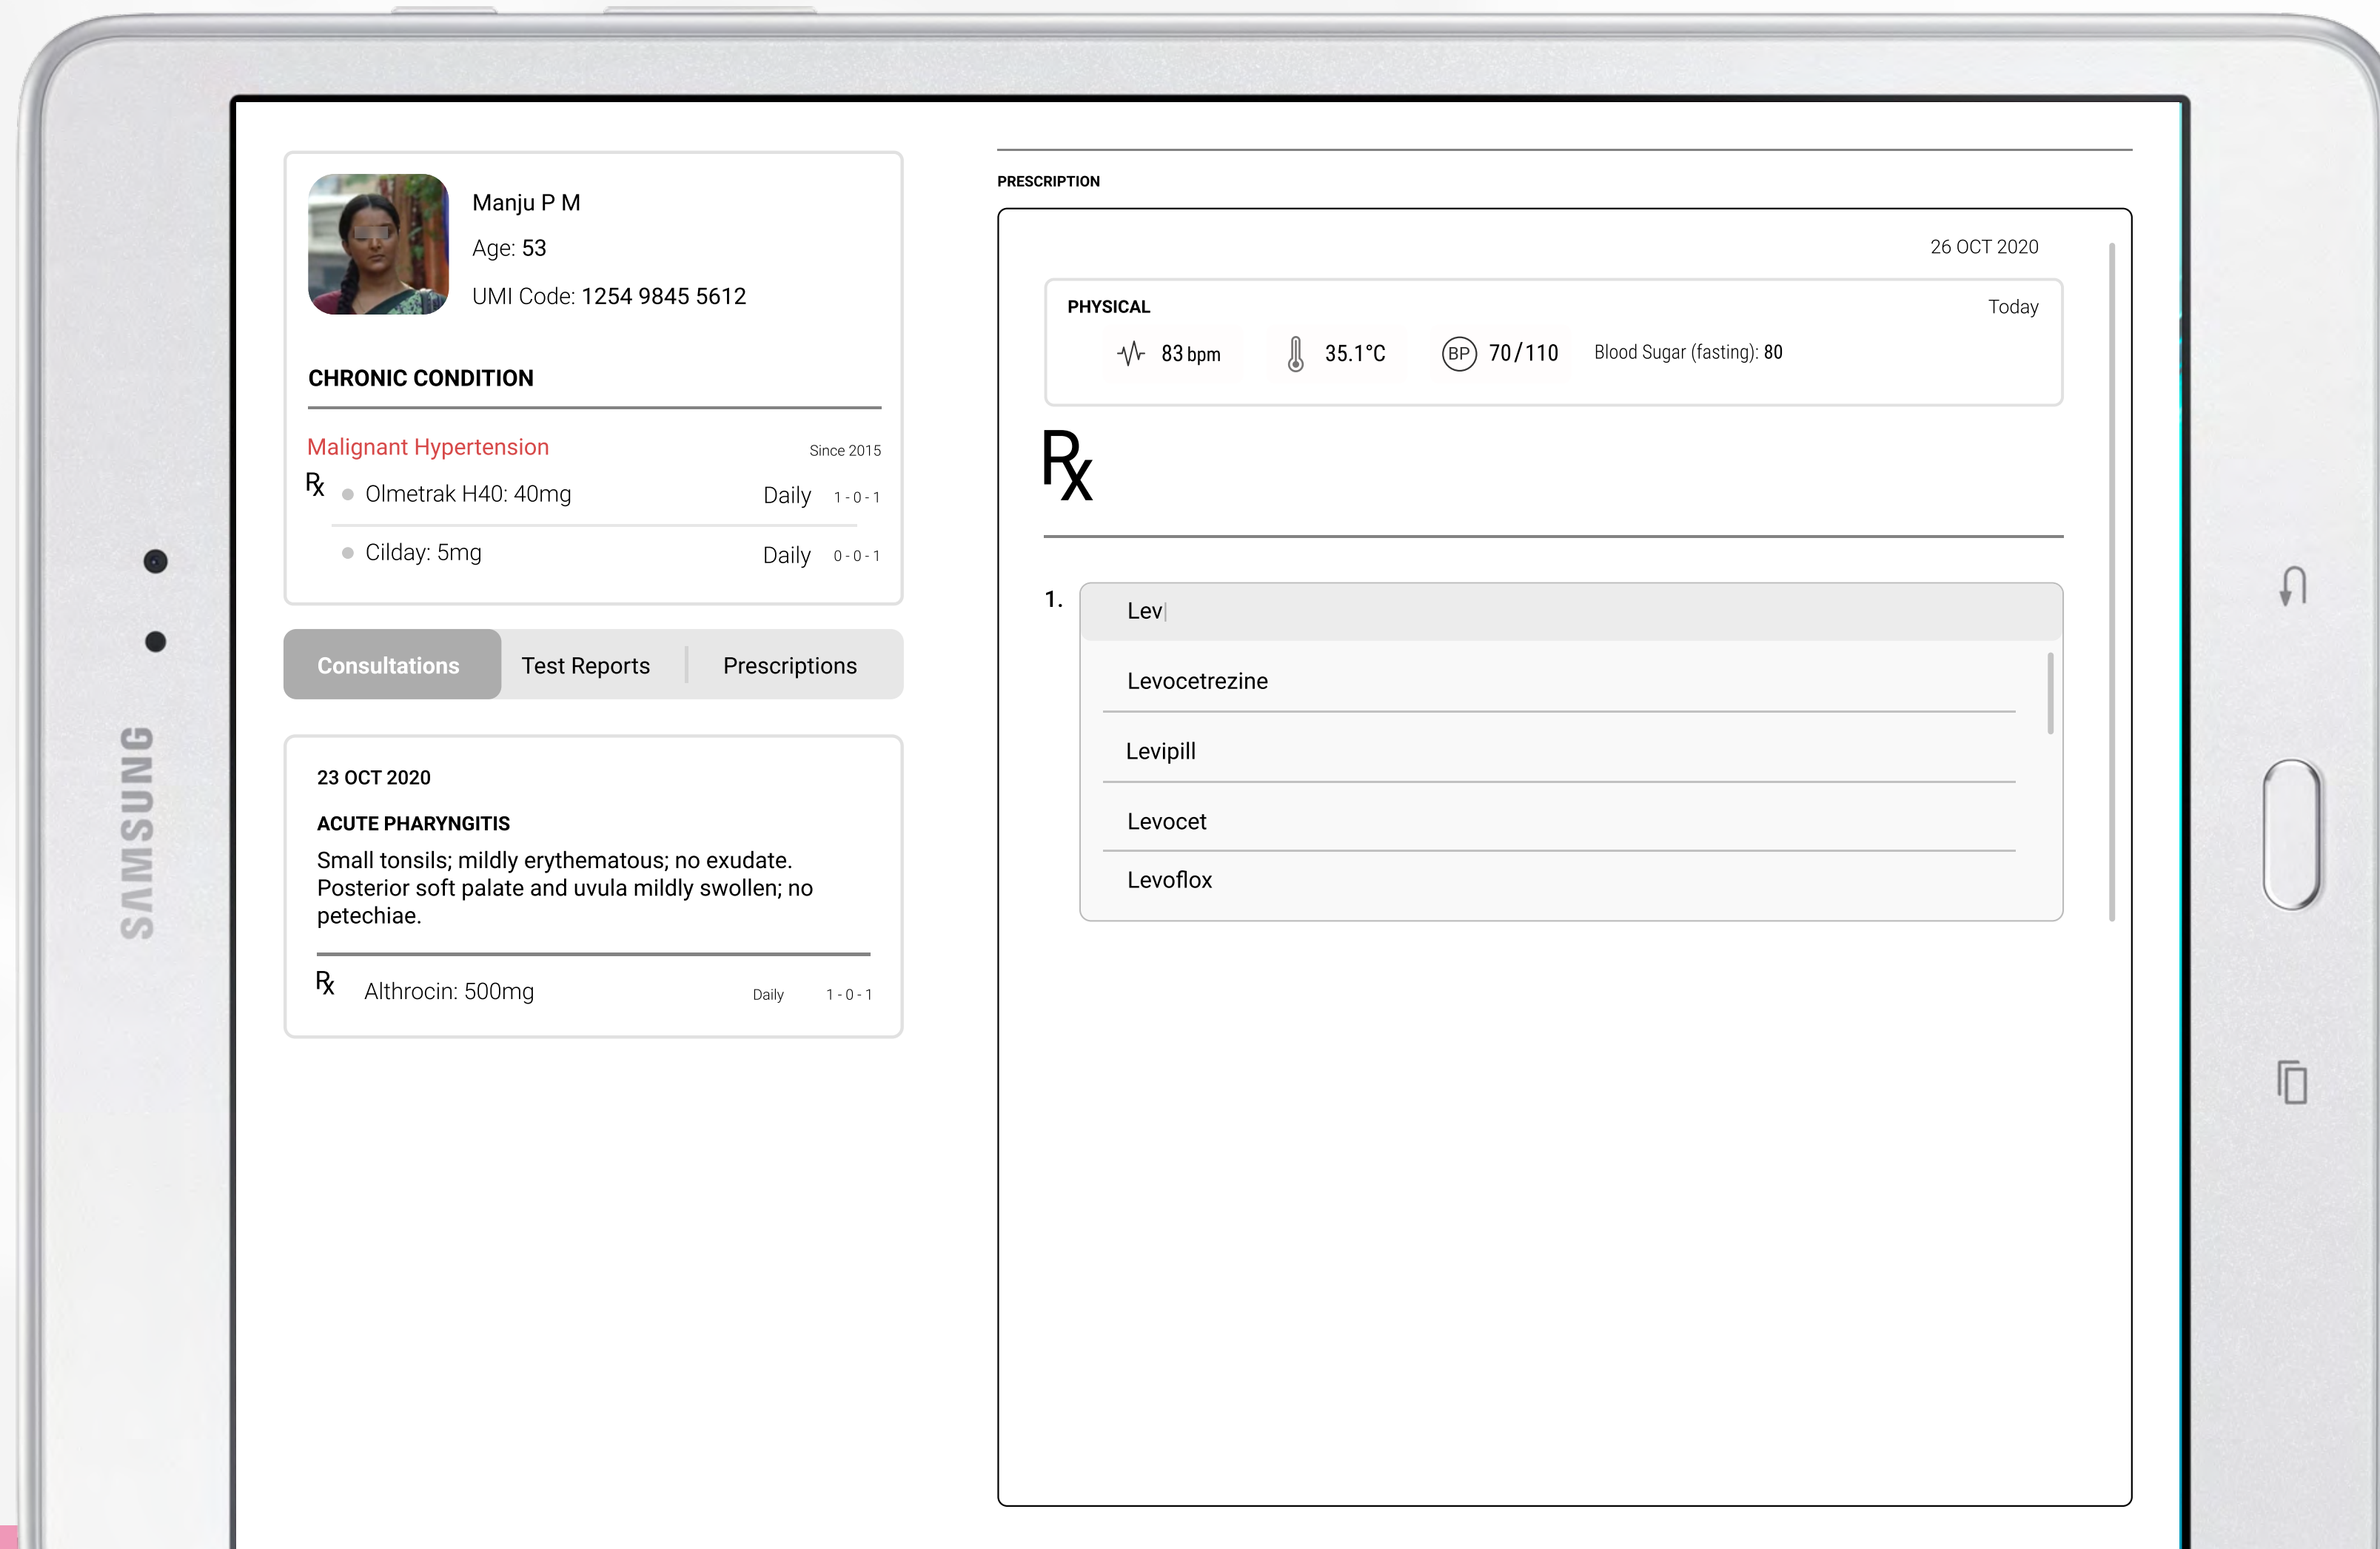 SAMSUNG
Manju P M
Age: 53
UMI Code: 1254 9845 5612
CHRONIC CONDITION
Malignant Hypertension Since 2015
Rx Olmetrak H40: 40mg Daily 1 - 0 - 1
Cilday: 5mg Daily 0 - 0 - 1
Consultations Test Reports Prescriptions
23 OCT 2020
ACUTE PHARYNGITIS
Small tonsils; mildly erythematous; no exudate.
Posterior soft palate and uvula mildly swollen; no
petechiae.
Rx Althrocin: 500mg Daily 1 - 0 - 1
PRESCRIPTION
26 OCT 2020
PHYSICAL Today
83 bpm 35.1°C BP 70/110 Blood Sugar (fasting): 80
Rx
1. Lev
Levocetrezine
Levipill
Levocet
Levoflox